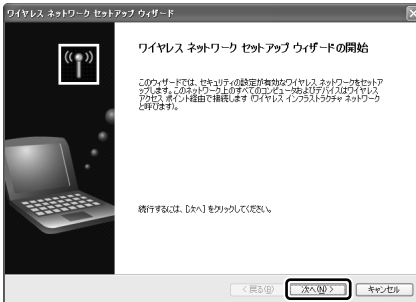 ワイヤレス ネットワーク セットアップ ウィザード
ワイヤレス ネットワーク セットアップ ウィザードの開始
このウィザードでは、セキュリティの設定が有効なワイヤレス ネットワークをセットア
ップします。このネットワーク上のすべてのコンピュータおよびデバイスはワイヤレス
アクセス ポイント経由で接続します (ワイヤレス インフラストラクチャ ネットワーク
と呼びます)。
続行するには、[次へ] をクリックしてください。
< 戻る(B)
次へ(N) >
キャンセル